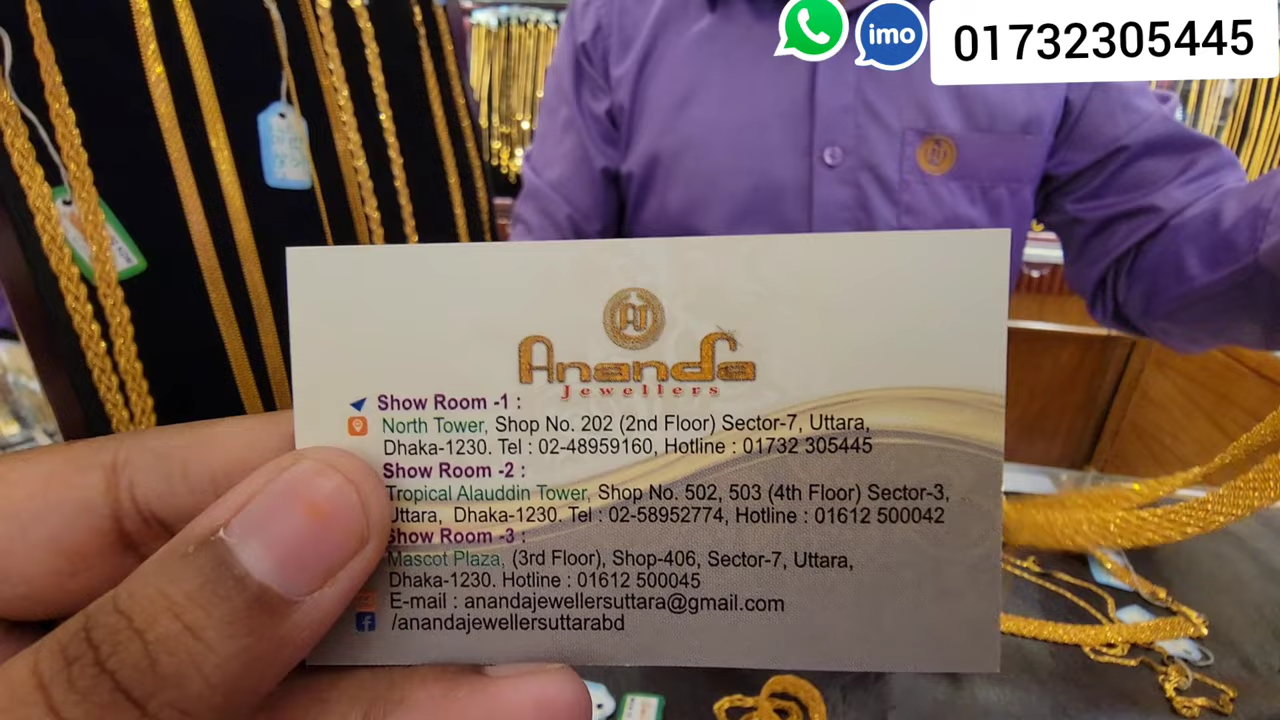 imo
01732305445
AJ
Ananda
Jewellers
Show Room -1 :
North Tower, Shop No. 202 (2nd Floor) Sector-7, Uttara,
Dhaka-1230. Tel : 02-48959160, Hotline : 01732 305445
Show Room -2 :
Tropical Alauddin Tower, Shop No. 502, 503 (4th Floor) Sector-3,
Uttara, Dhaka-1230. Tel : 02-58952774, Hotline : 01612 500042
Show Room -3 :
Mascot Plaza, (3rd Floor), Shop-406, Sector-7, Uttara,
Dhaka-1230. Hotline : 01612 500045
E-mail : anandajewellersuttara@gmail.com
/anandajewellersuttarabd